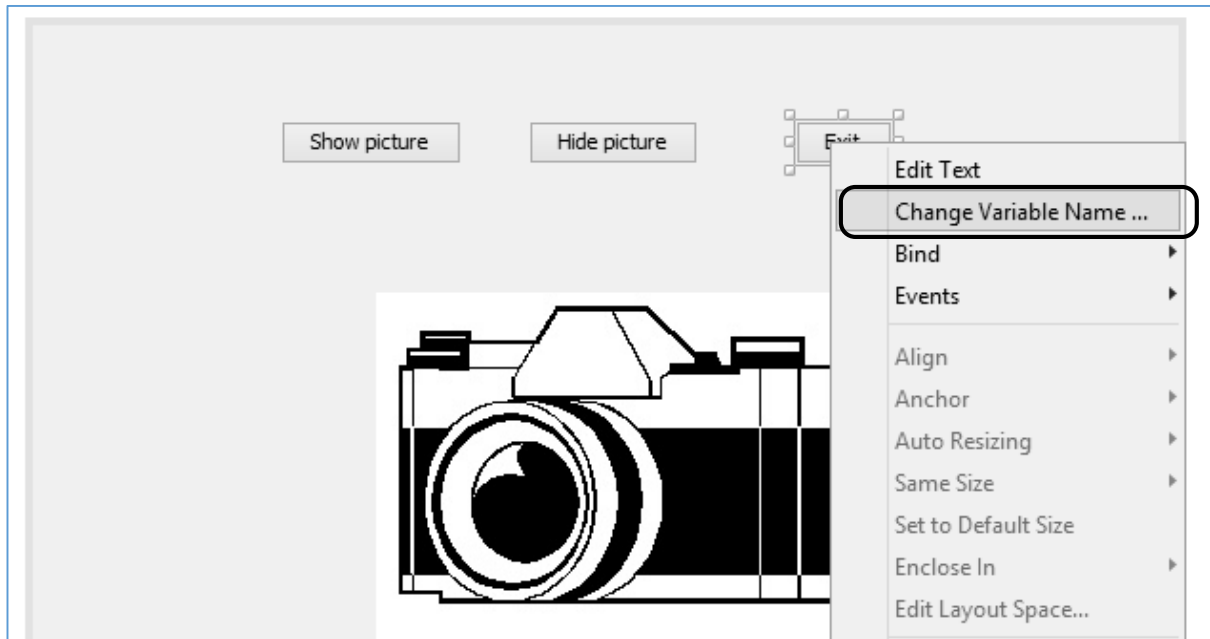 Show picture
Hide picture
Exit
Edit Text
Change Variable Name ...
Bind
Events
Align
Anchor
Auto Resizing
Same Size
Set to Default Size
Enclose In
Edit Layout Space...